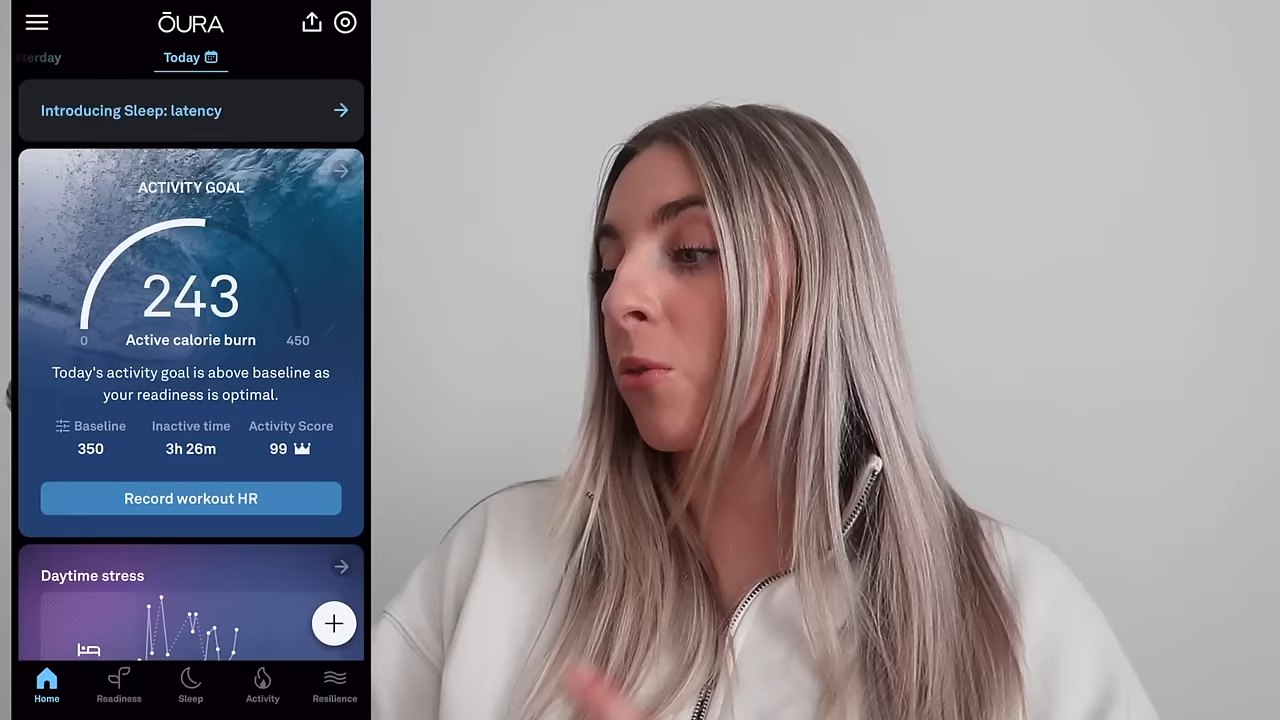 ŌURA
terday
Today
Introducing Sleep: latency
ACTIVITY GOAL
243
0
Active calorie burn
450
Today's activity goal is above baseline as
your readiness is optimal.
Baseline
Inactive time
Activity Score
350
3h 26m
99
Record workout HR
Daytime stress
Home
Readiness
Sleep
Activity
Resilience